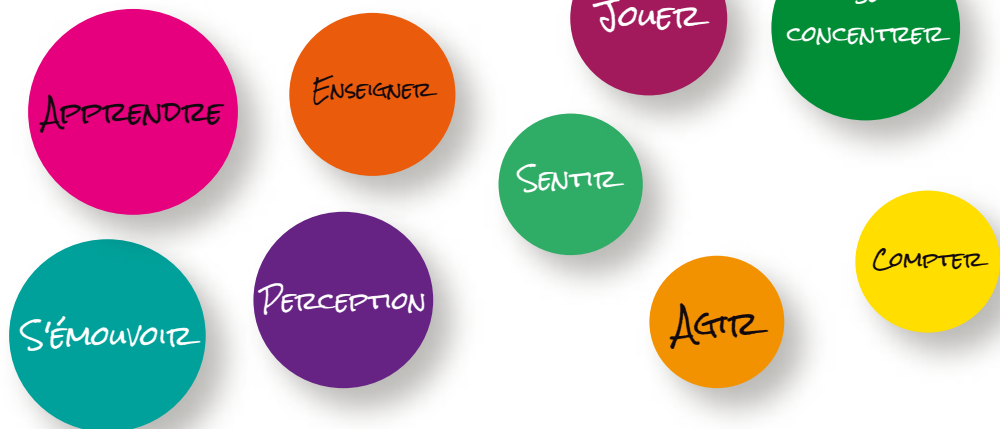 Jouer
concentrer
Enseigner
Apprendre
Sentir
Compter
Perception
Agir
S'émouvoir